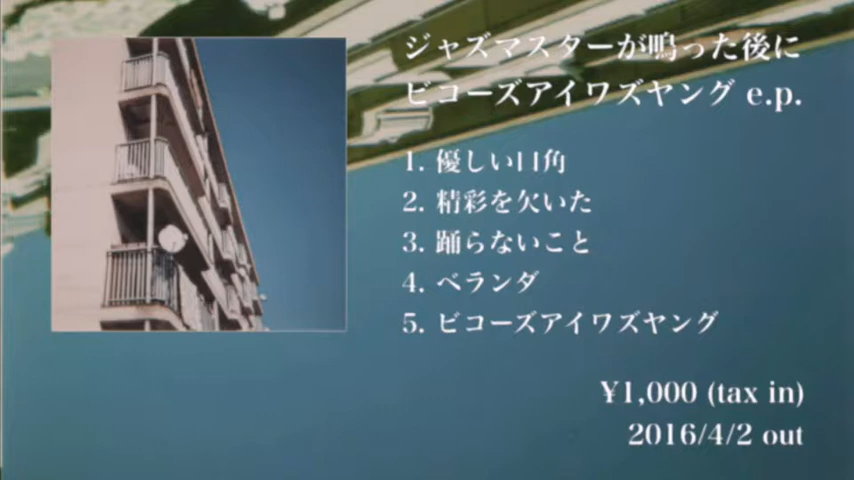 ジャズマスターが鳴った後に
ビコーズアイワズヤング e.p.
1. 優しい口角
2. 精彩を欠いた
3. 踊らないこと
4. ベランダ
5. ビコーズアイワズヤング
¥1,000 (tax in)
2016/4/2 out